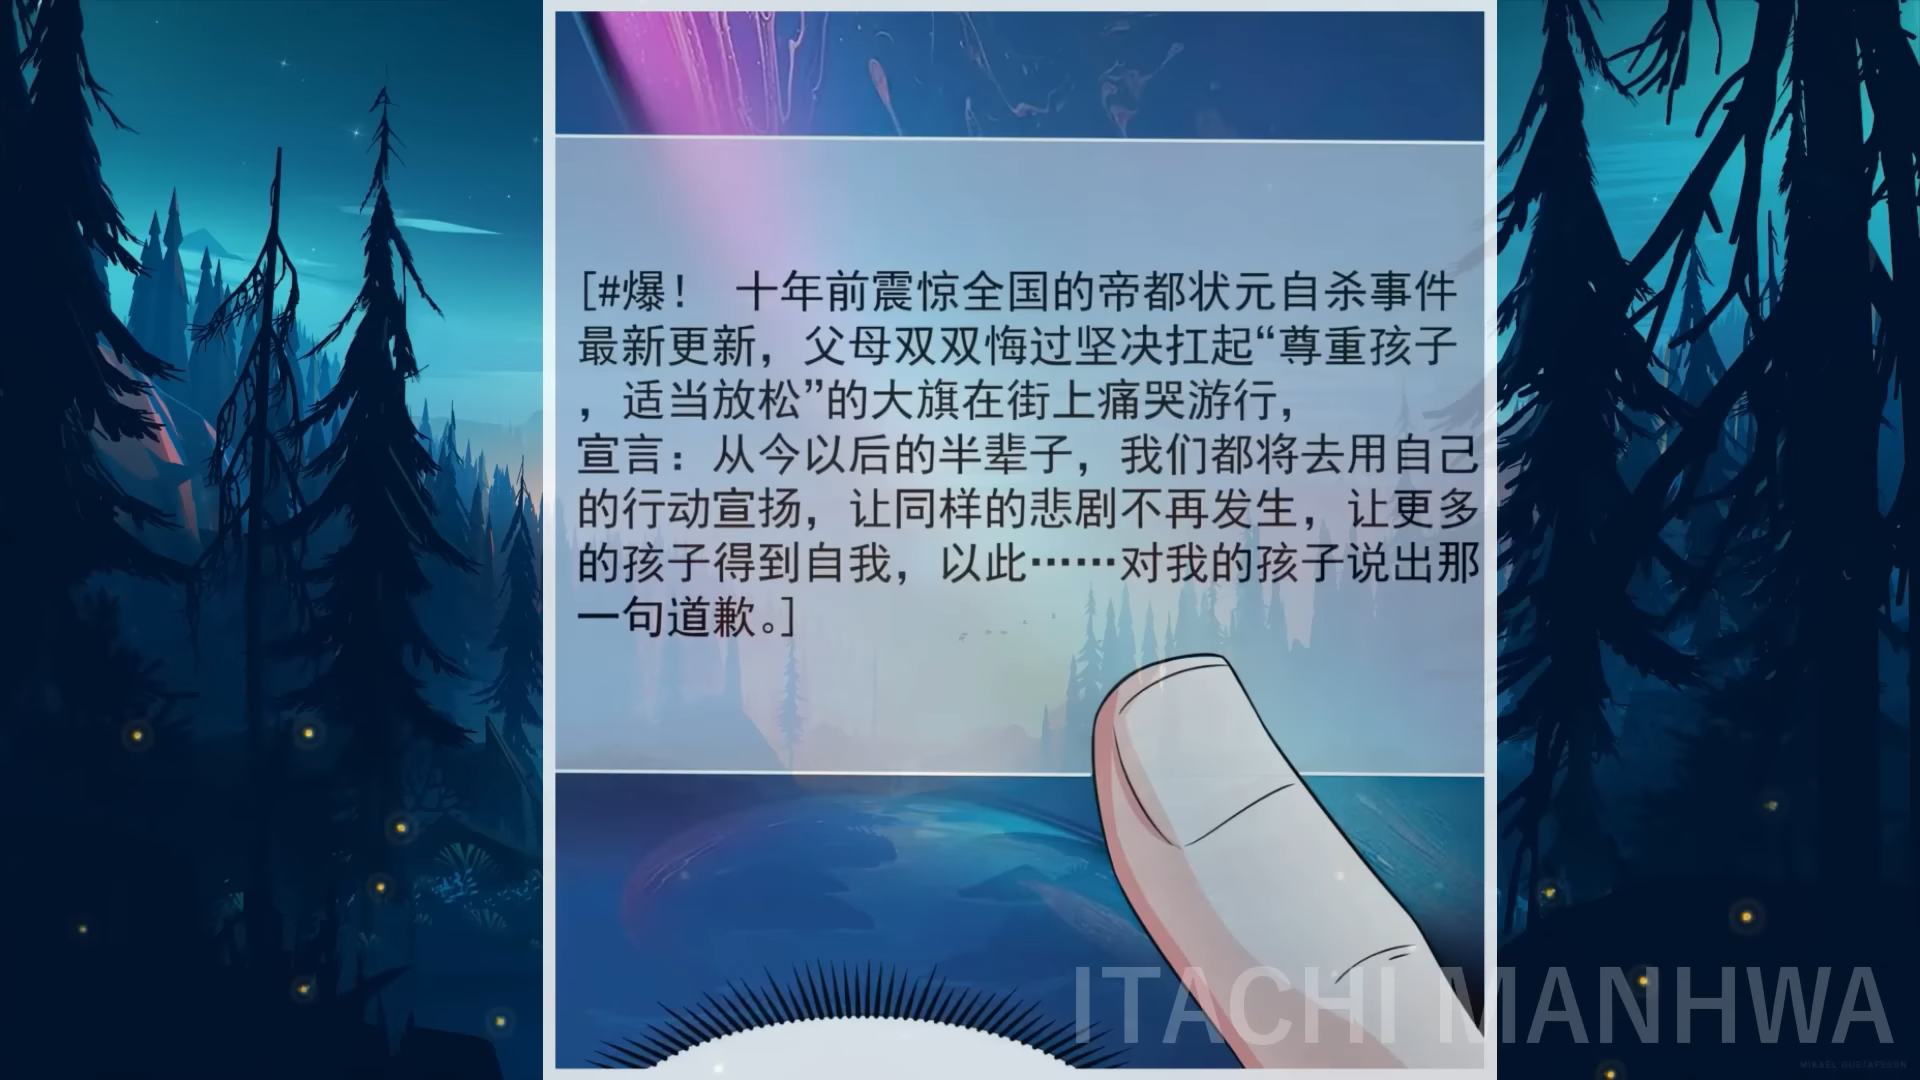 [#爆！ 十年前震惊全国的帝都状元自杀事件
最新更新，父母双双悔过坚决扛起“尊重孩子
，适当放松”的大旗在街上痛哭游行，
宣言：从今以后的半辈子，我们都将去用自己
的行动宣扬，让同样的悲剧不再发生，让更多
的孩子得到自我，以此……对我的孩子说出那
一句道歉。]
ITACHI MANHWA
MIKAEL GUSTAFSSON